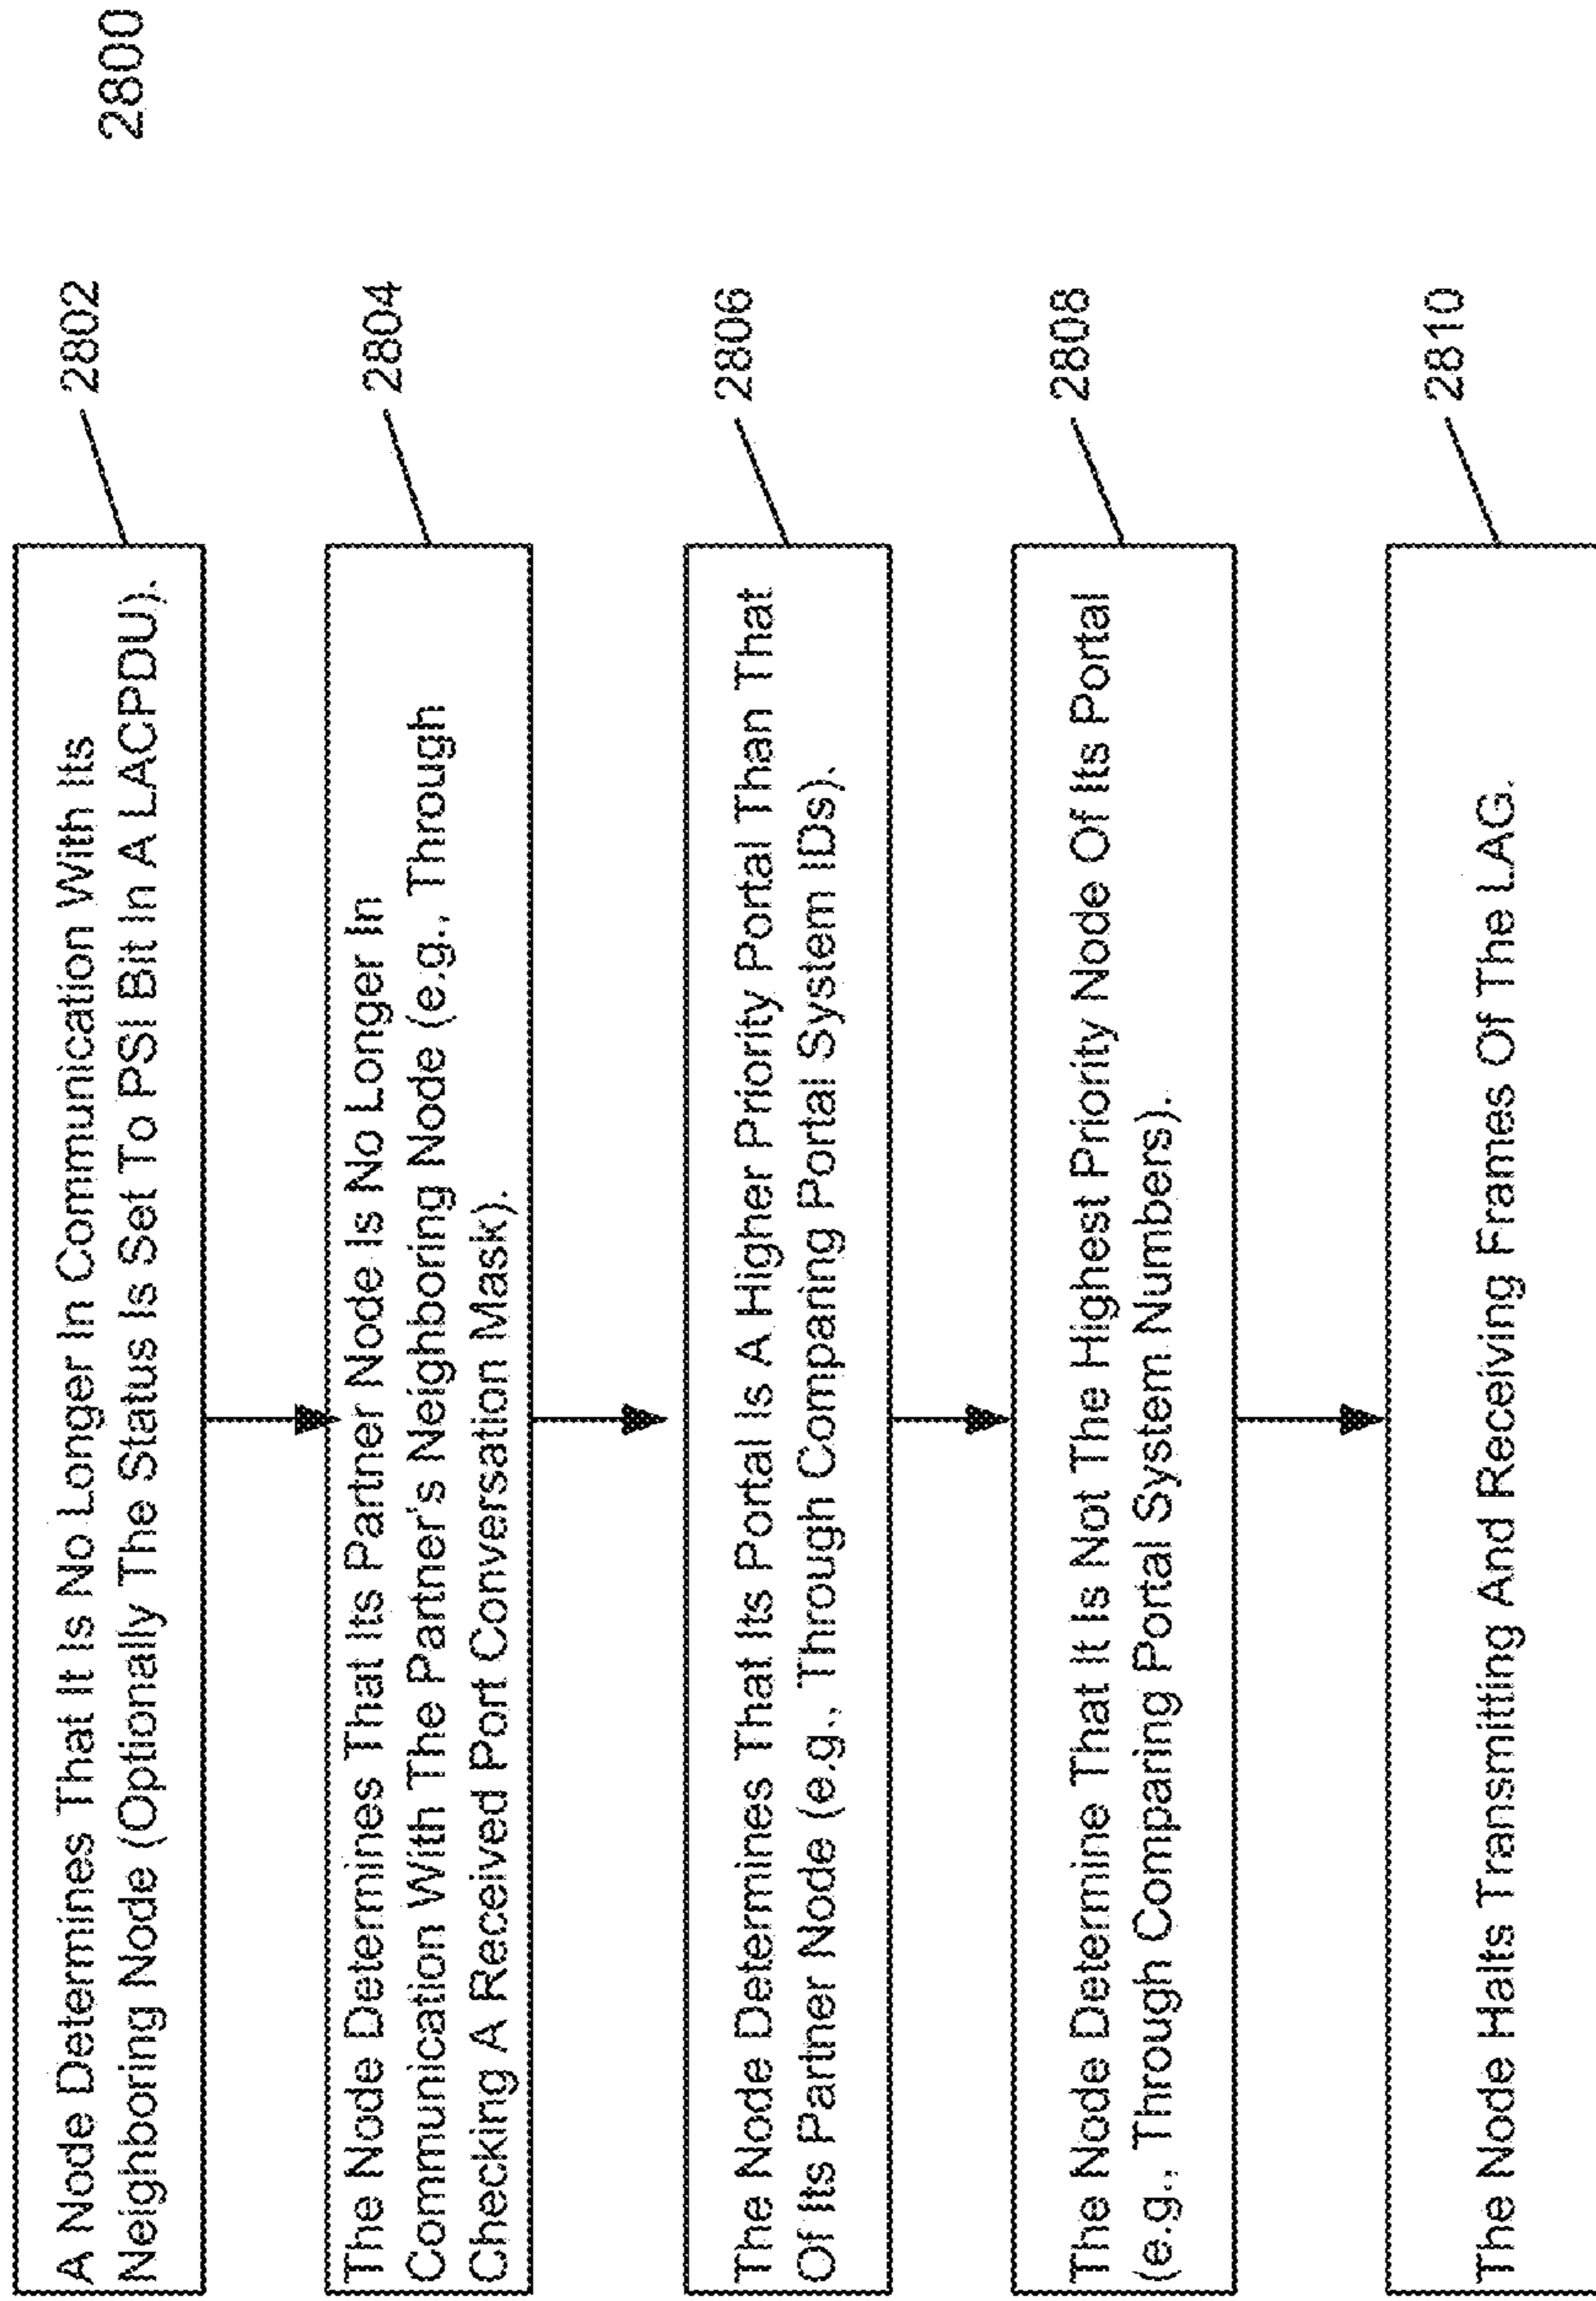 2800
A Node Determines That It Is No Longer In Communication With Its
Neighboring Node (Optionally The Status Is Set To PSI Bit In A LACPDU).
2802
The Node Determines That Its Partner Node Is No Longer In
Communication With The Partner's Neighboring Node (e.g., Through
Checking A Received Port Conversation Mask).
2804
The Node Determines That Its Portal Is A Higher Priority Portal Than That
Of Its Partner Node (e.g., Through Comparing Portal System IDs).
2806
The Node Determine That It Is Not The Highest Priority Node Of Its Portal
(e.g., Through Comparing Portal System Numbers).
2808
The Node Halts Transmitting And Receiving Frames Of The LAG.
2810